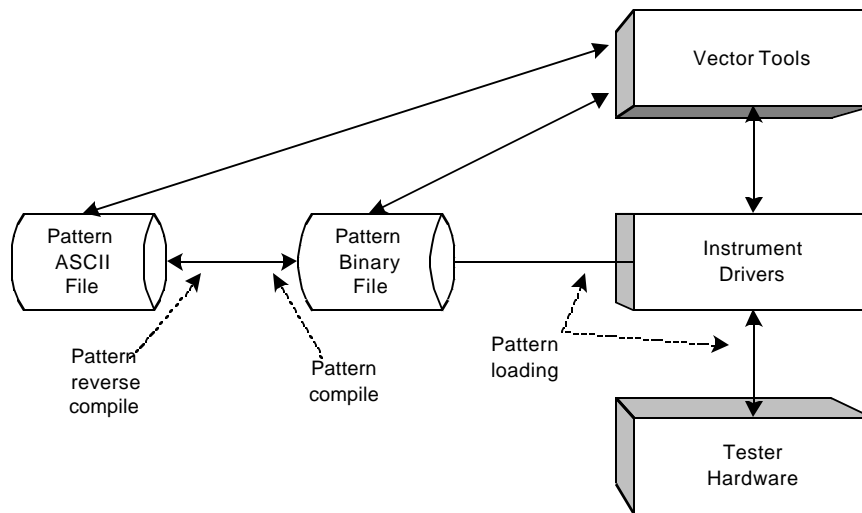 Vector Tools
Pattern
ASCII
File
Pattern
Binary
File
Instrument
Drivers
Pattern
reverse
compile
Pattern
compile
Pattern
loading
Tester
Hardware